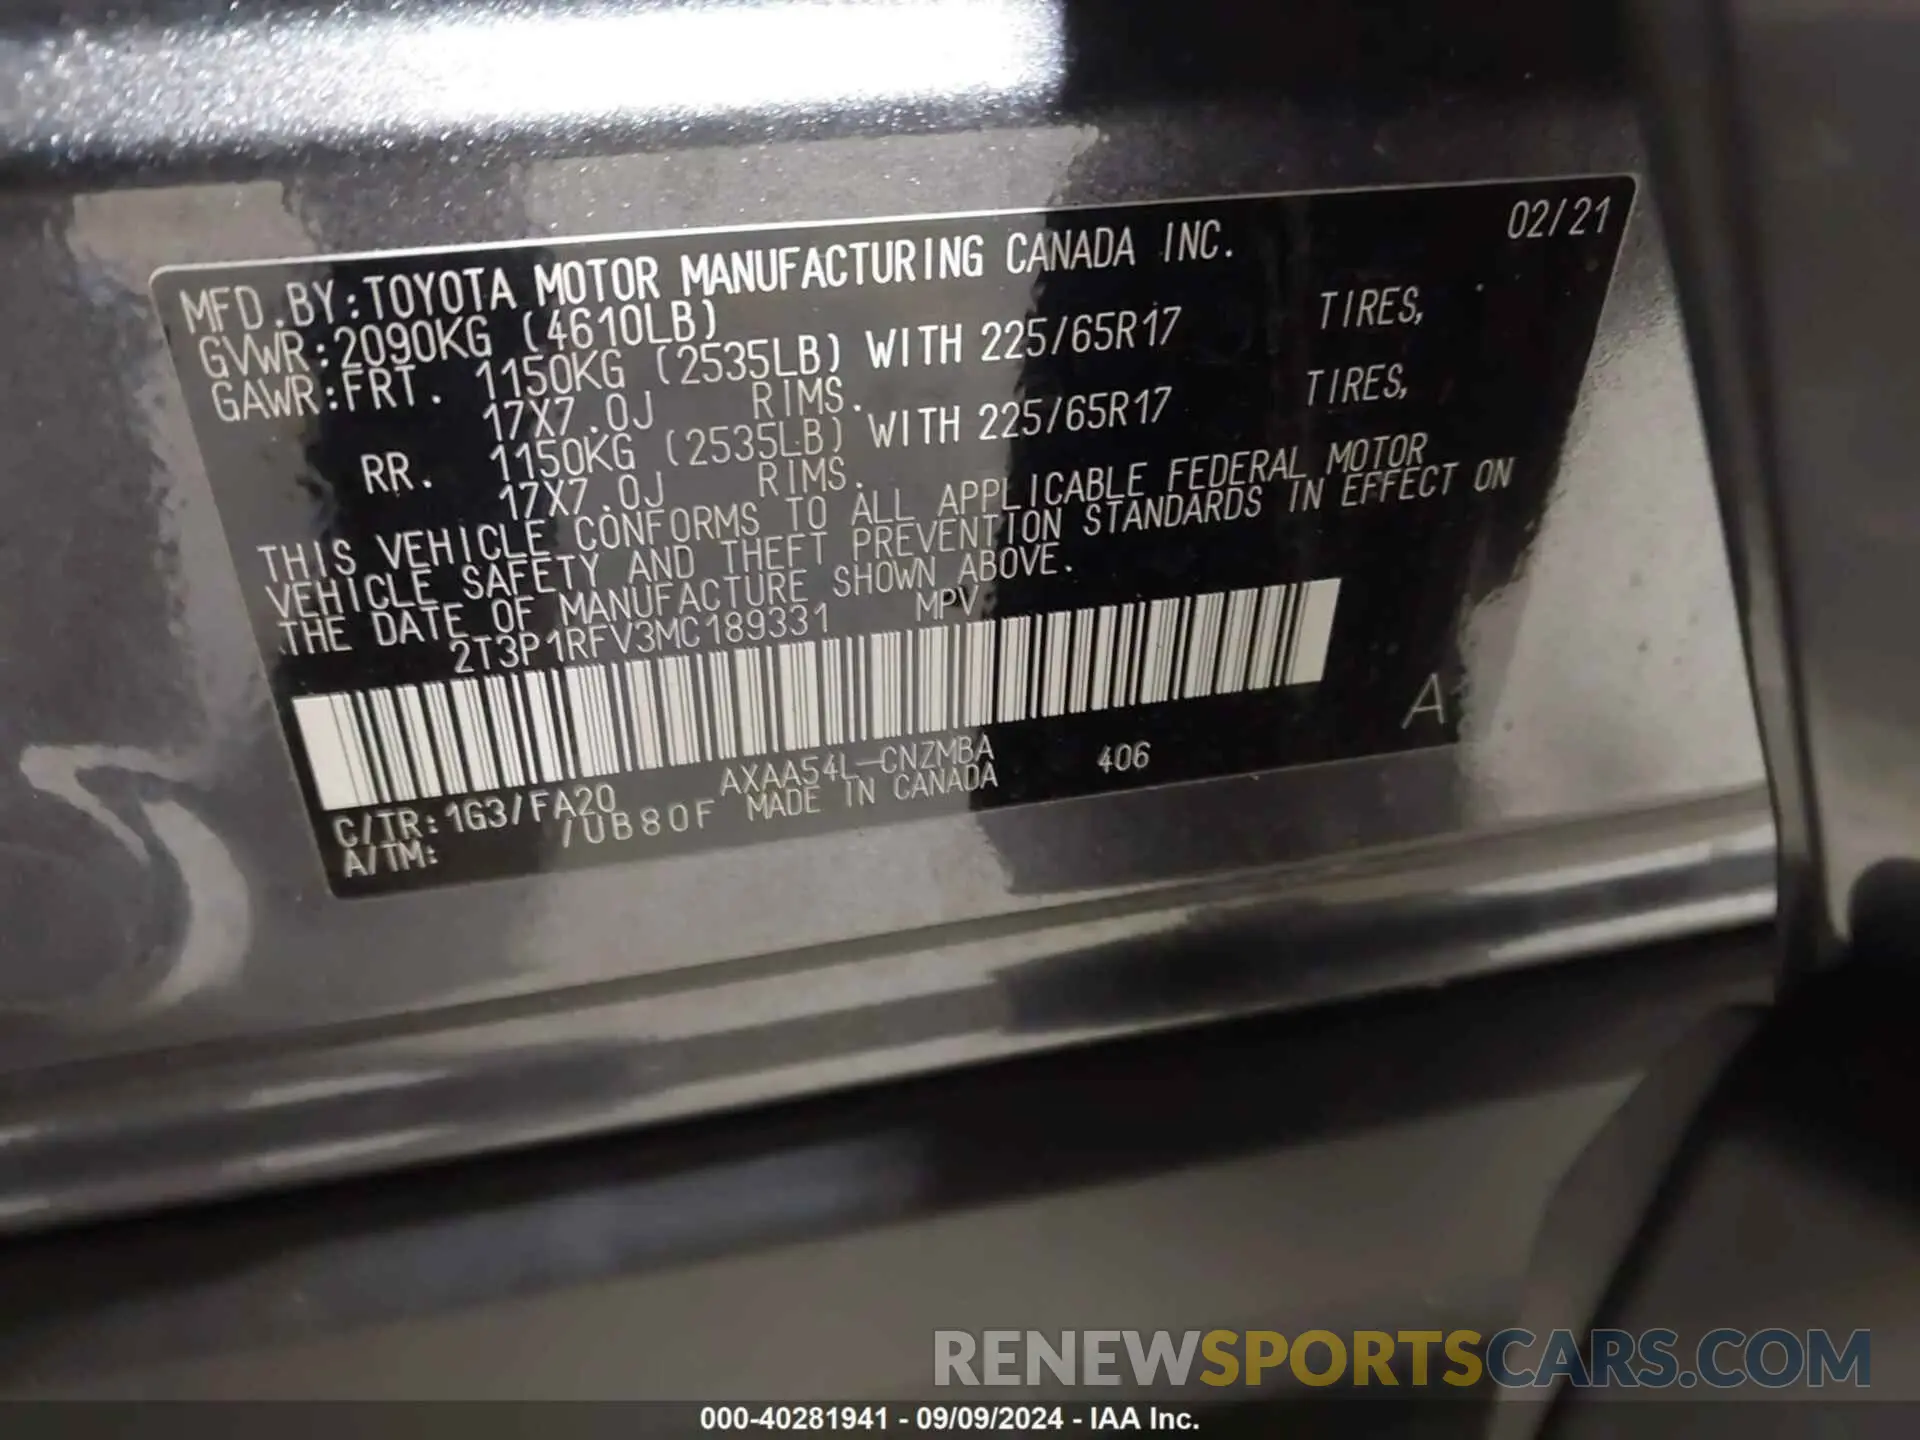 MFD.BY:TOYOTA MOTOR MANUFACTURING CANADA INC. 02/21
GVWR:2090KG (4610LB)
GAWR:FRT. 1150KG (2535LB) WITH 225/65R17 TIRES,
17X7.0J RIMS.
RR. 1150KG (2535LB) WITH 225/65R17 TIRES,
17X7.0J RIMS.
THIS VEHICLE CONFORMS TO ALL APPLICABLE FEDERAL MOTOR
VEHICLE SAFETY AND THEFT PREVENTION STANDARDS IN EFFECT ON
THE DATE OF MANUFACTURE SHOWN ABOVE.
2T3P1RFV3MC189331 MPV
C/TR:1G3/FA20 AXAA54L-CNZMBA 406
A/TM: /UB80F MADE IN CANADA
RENEWSPORTSCARS.COM
000-40281941 - 09/09/2024 - IAA Inc.